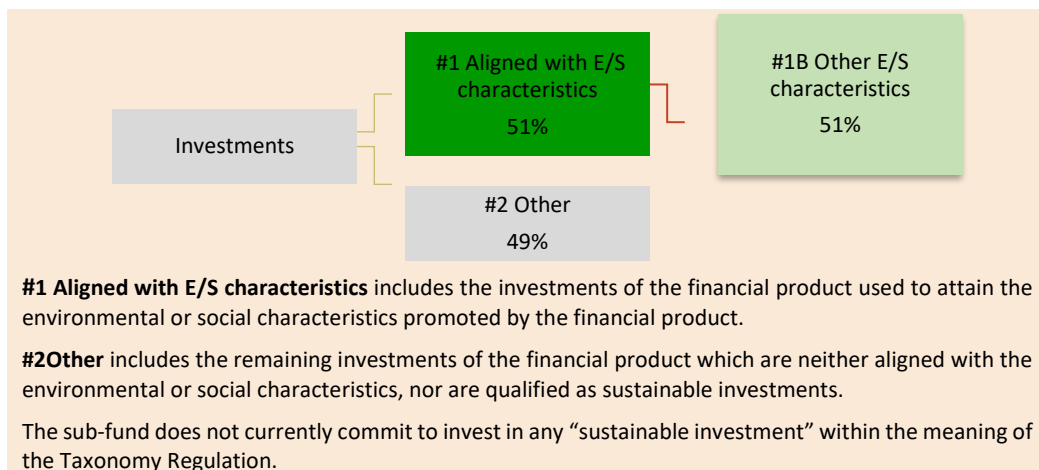 Investments
#1 Aligned with E/S
characteristics
51%
#1B Other E/S
characteristics
51%
#2 Other
49%
#1 Aligned with E/S characteristics includes the investments of the financial product used to attain the
environmental or social characteristics promoted by the financial product.
#2Other includes the remaining investments of the financial product which are neither aligned with the
environmental or social characteristics, nor are qualified as sustainable investments.
The sub-fund does not currently commit to invest in any “sustainable investment” within the meaning of
the Taxonomy Regulation.